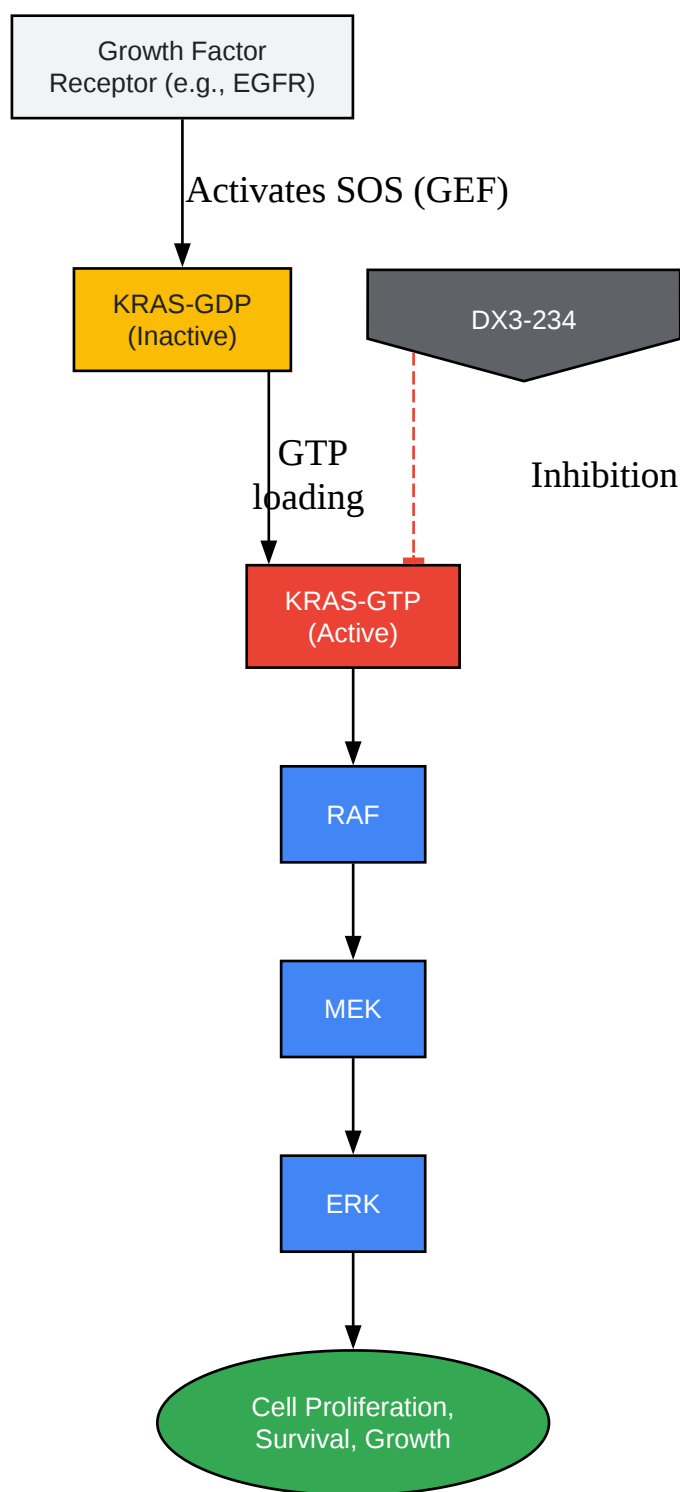 Growth Factor
Receptor (e.g., EGFR)
Activates SOS (GEF)
KRAS-GDP
(Inactive)
DX3-234
GTP
loading
Inhibition
KRAS-GTP
(Active)
RAF
MEK
ERK
Cell Proliferation,
Survival, Growth